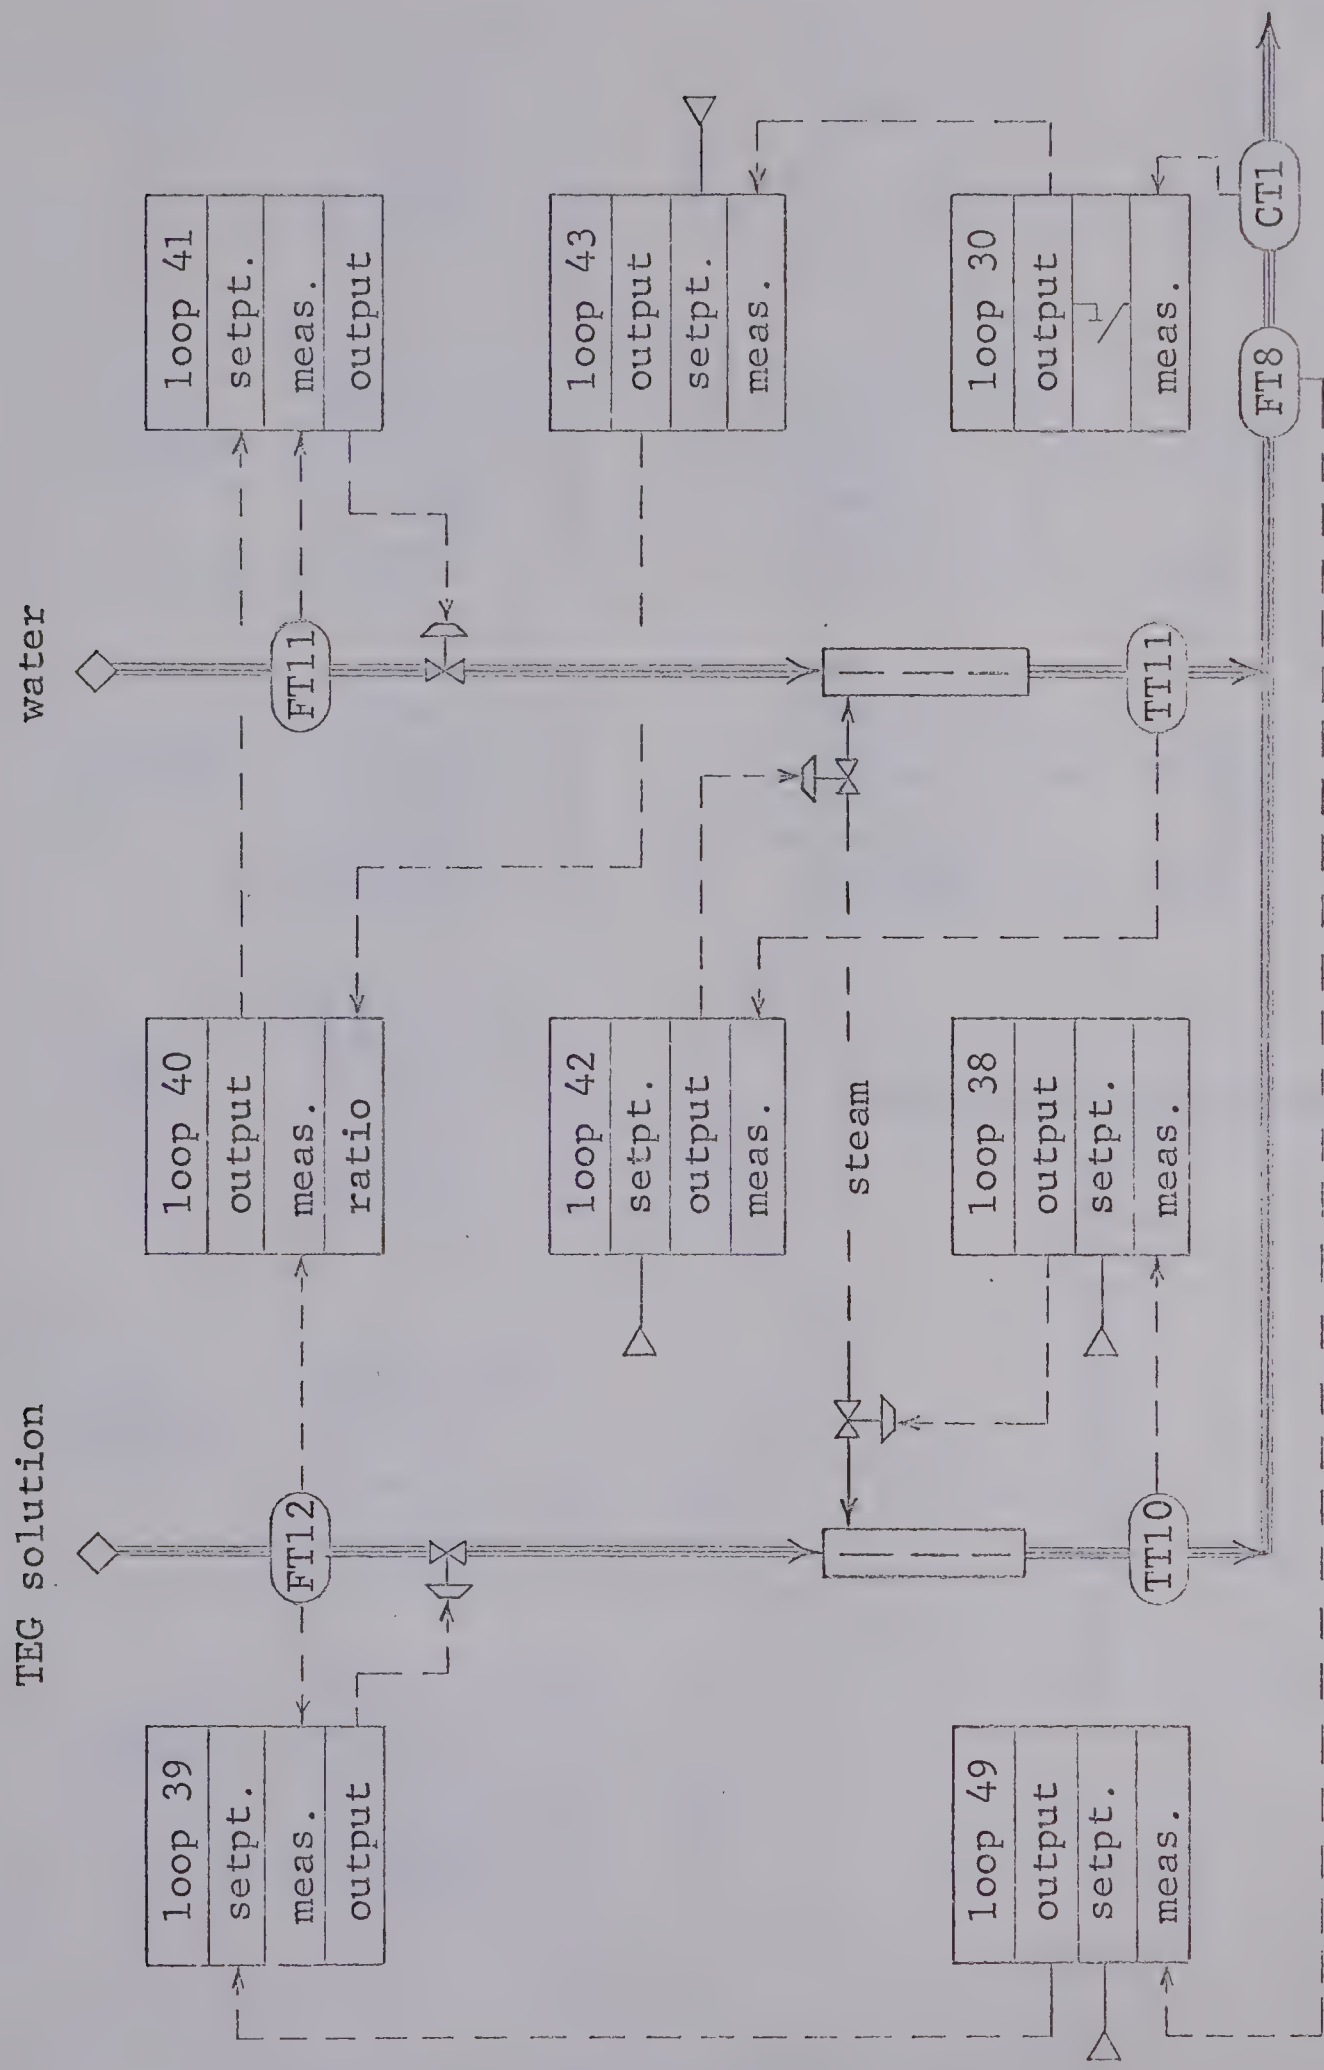 TEG solution
water
loop 39
setpt.
meas.
output
FT12
loop 40
output
meas.
ratio
FT11
loop 41
setpt.
meas.
output
loop 42
setpt.
output
meas.
loop 43
output
setpt.
meas.
steam
loop 49
output
setpt.
meas.
TT10
loop 38
output
setpt.
meas.
TT11
loop 30
output
meas.
FT8
CT1